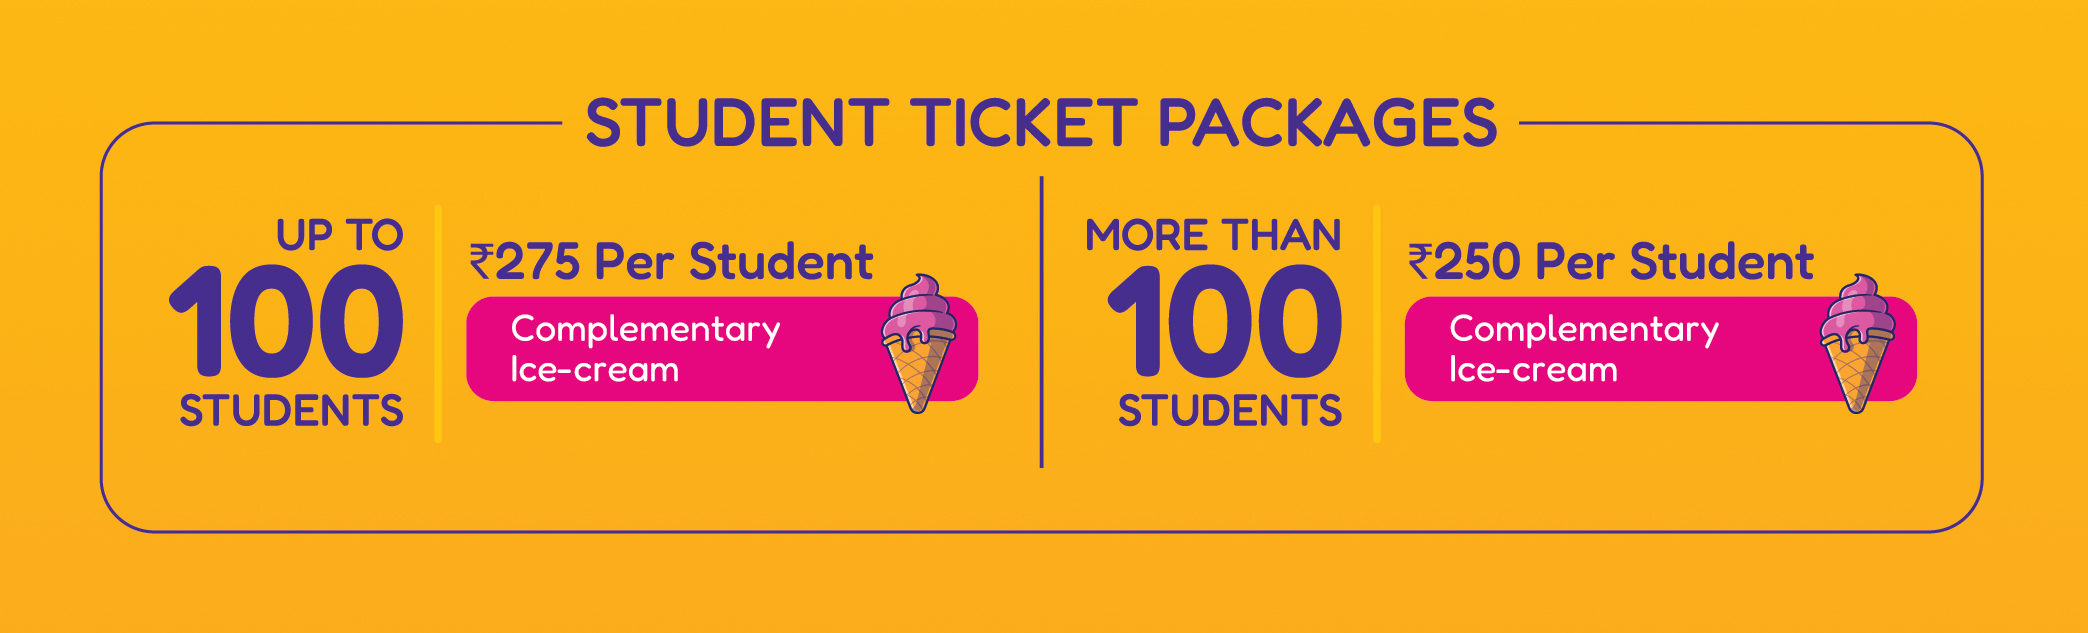 STUDENT TICKET PACKAGES
UP TO
100
STUDENTS
₹275 Per Student
Complementary
Ice-cream
MORE THAN
100
STUDENTS
₹250 Per Student
Complementary
Ice-cream